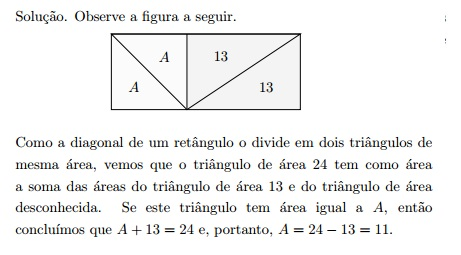 Solução. Observe a figura a seguir.
A 13
A 13
Como a diagonal de um retângulo o divide em dois triângulos de
mesma área, vemos que o triângulo de área 24 tem como área
a soma das áreas do triângulo de área 13 e do triângulo de área
desconhecida. Se este triângulo tem área igual a A, então
concluímos que A + 13 = 24 e, portanto, A = 24 − 13 = 11.